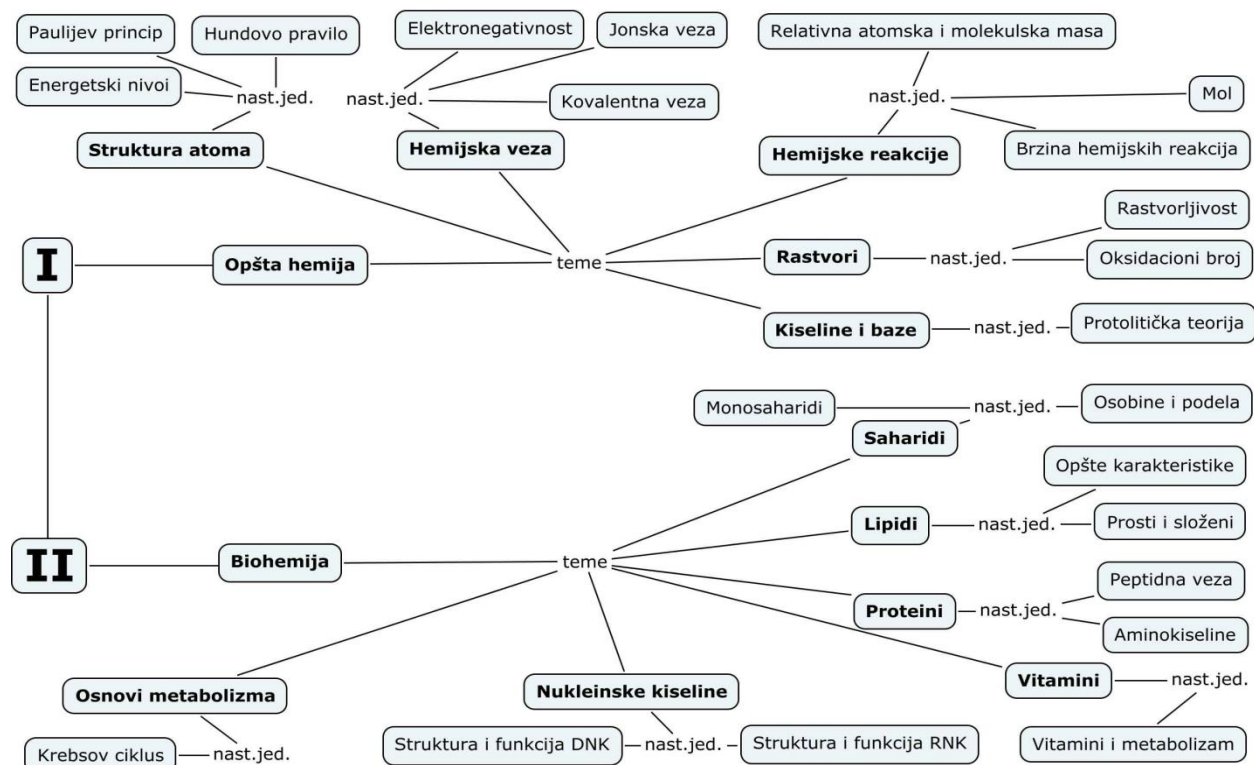 Paulijev princip
Hundovo pravilo
Elektronegativnost
Jonska veza
Relativna atomska i molekulska masa
Energetski nivoi
nast.jed.
nast.jed.
Kovalentna veza
nast.jed.
Mol
Struktura atoma
Hemijska veza
Hemijske reakcije
Brzina hemijskih reakcija
Rastvorljivost
I
Opšta hemija
teme
Rastvori
nast.jed.
Oksidacioni broj
Kiseline i baze
nast.jed.
Protolitička teorija
Monosaharidi
nast.jed.
Osobine i podela
Saharidi
Opšte karakteristike
Lipidi
nast.jed.
Prosti i složeni
II
Biohemija
teme
Peptidna veza
Proteini
nast.jed.
Aminokiseline
Osnovi metabolizma
Nukleinske kiseline
Vitamini
nast.jed.
Krebsov ciklus
nast.jed.
Struktura i funkcija DNK
nast.jed.
Struktura i funkcija RNK
Vitamini i metabolizam